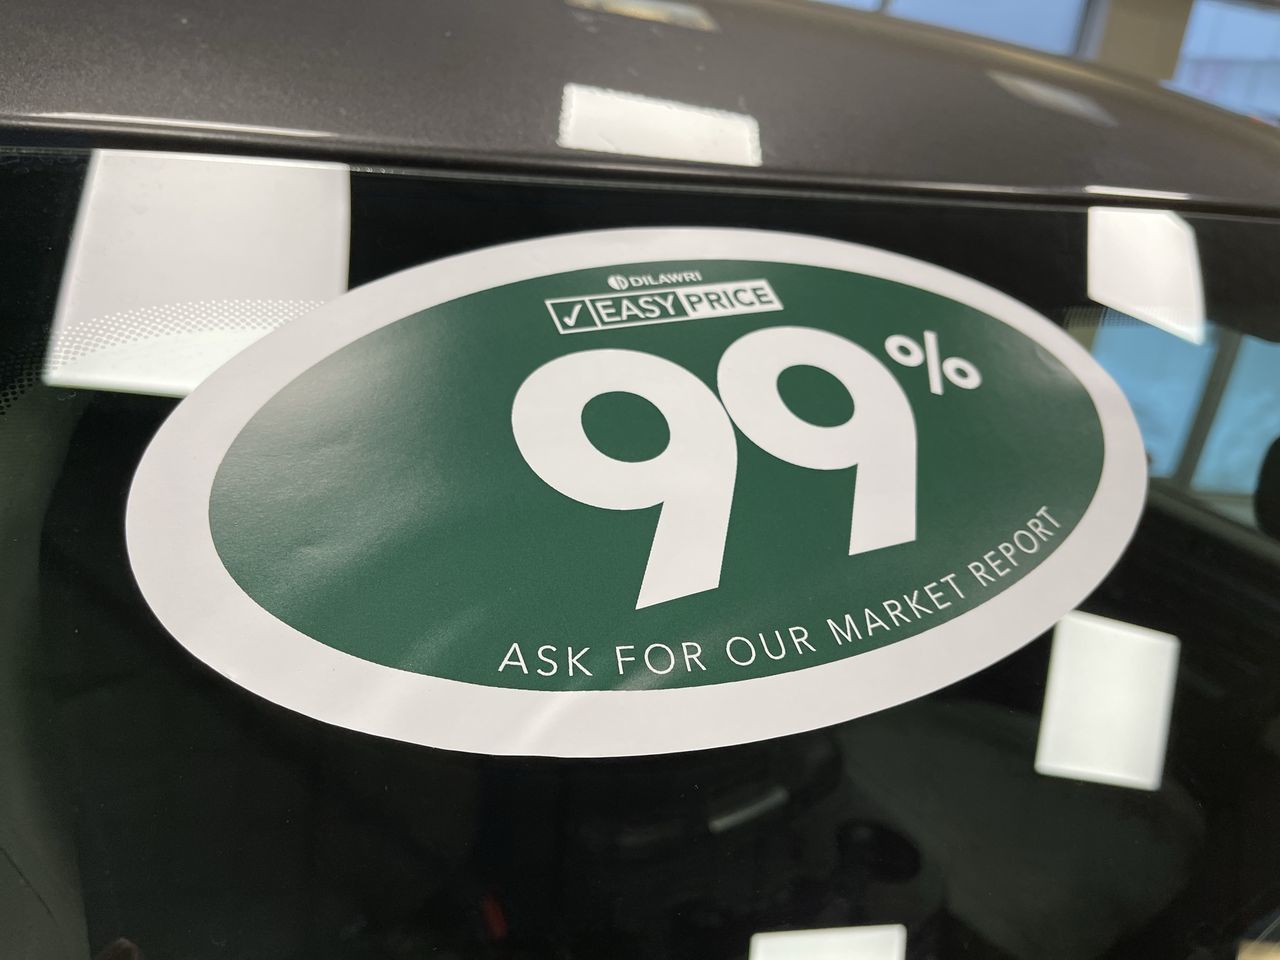 DILAWRI
✓ EASY PRICE
99%
ASK FOR OUR MARKET REPORT